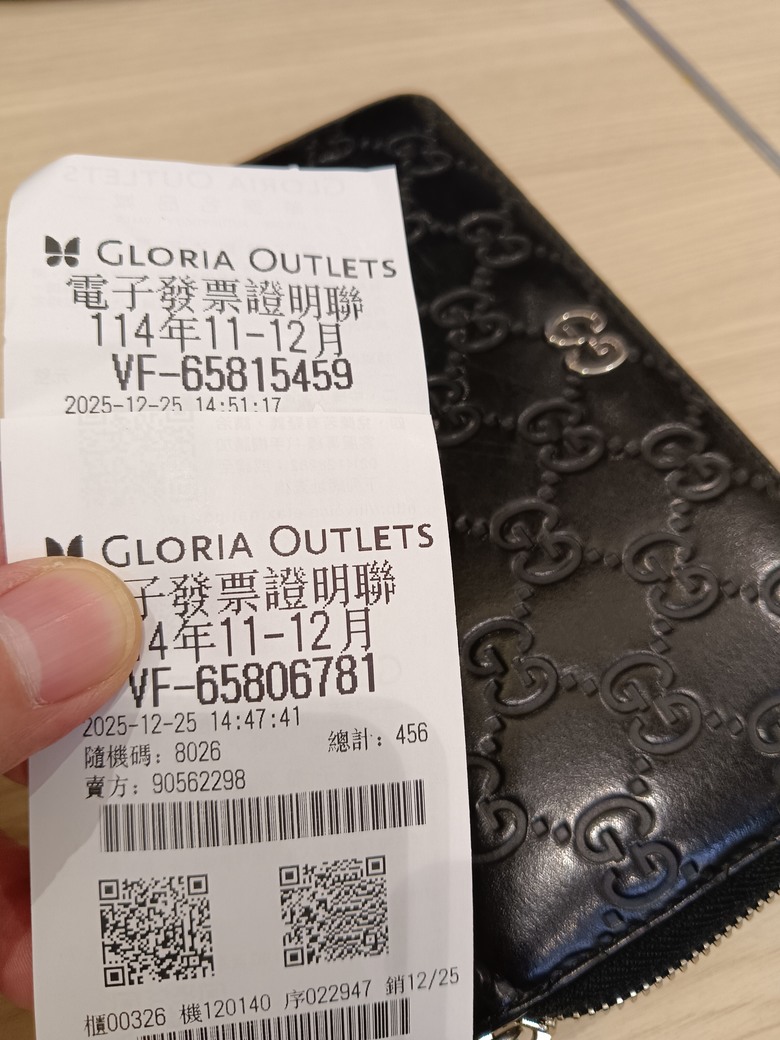 GLORIA OUTLETS
電子發票證明聯
114年11-12月
VF-65815459
2025-12-25 14:51:17
GLORIA OUTLETS
子發票證明聯
4年11-12月
VF-65806781
2025-12-25 14:47:41
隨機碼: 8026 總計: 456
賣方: 90562298
櫃00326 機120140 序022947 銷12/25